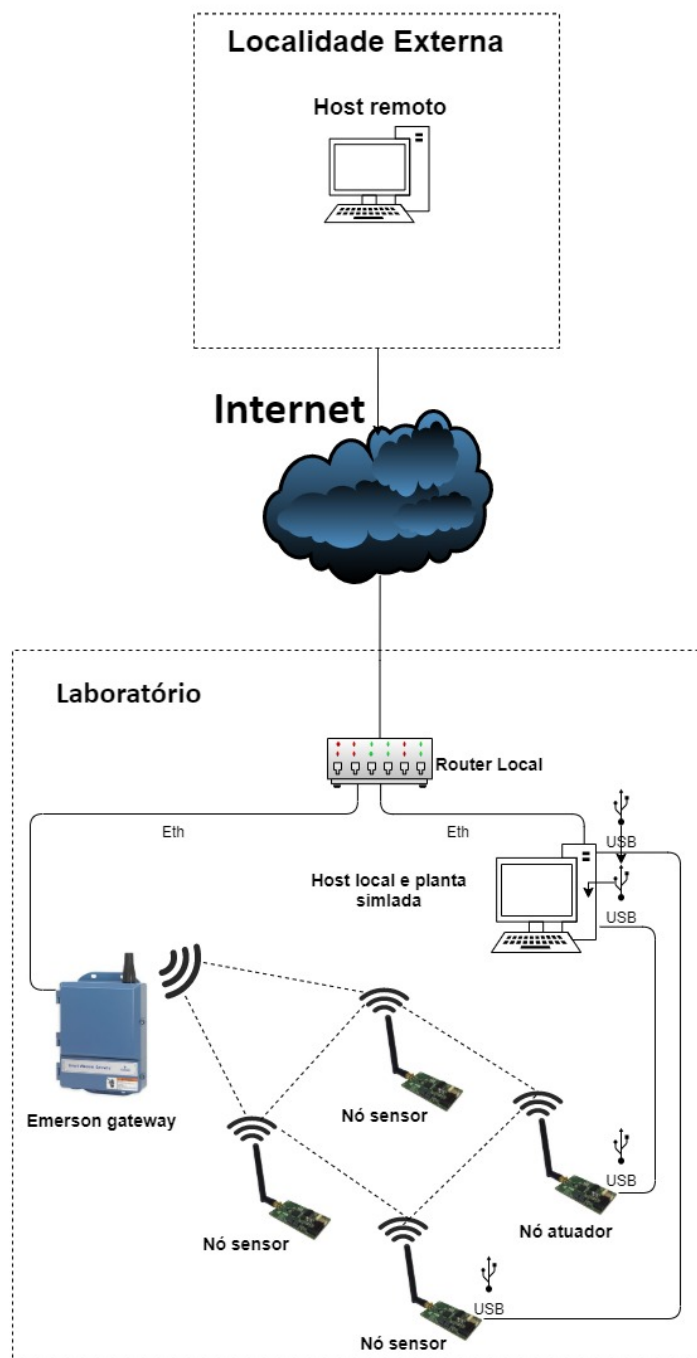 Localidade Externa
Host remoto
Internet
Laboratório
Router Local
Eth
Eth
USB
Host local e planta
simlada
USB
Emerson gateway
Nó sensor
USB
Nó sensor
Nó atuador
USB
Nó sensor